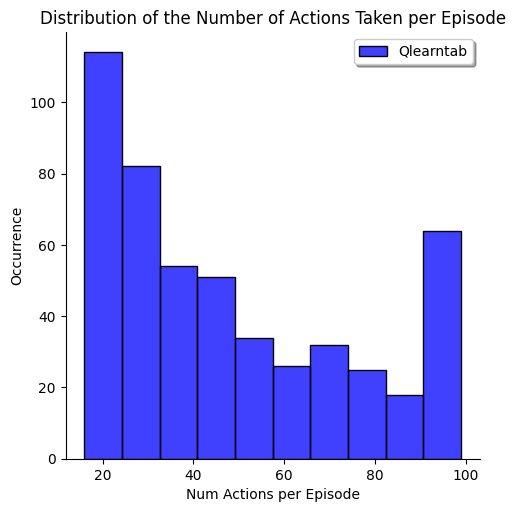 Distribution of the Number of Actions Taken per Episode
Qlearntab
100
80
60
40
20
0
Occurrence
20 40 60 80 100
Num Actions per Episode